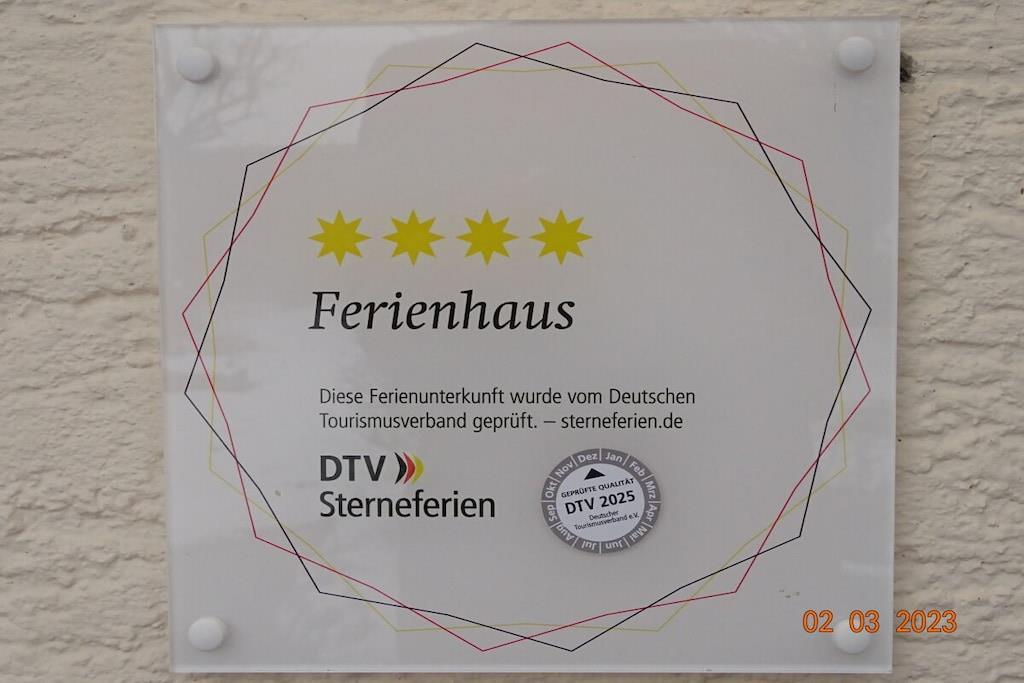 Ferienhaus
Diese Ferienunterkunft wurde vom Deutschen
Tourismusverband geprüft. – sterneferien.de
DTV
Sterneferien
Jan Feb Mrz Apr Mai Jun Jul Aug Sep Okt Nov Dez
GEPRÜFTE QUALITÄT
DTV 2025
Deutscher
Tourismusverband e.V.
02 03 2023